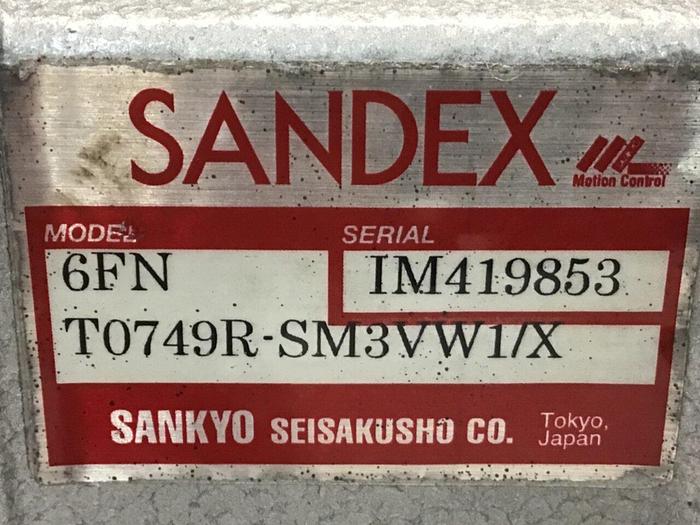 SANDEX
Motion Control
MODEL SERIAL
6FN IM419853
T0749R-SM3VW1/X
SANKYO SEISAKUSHO CO. Tokyo, Japan